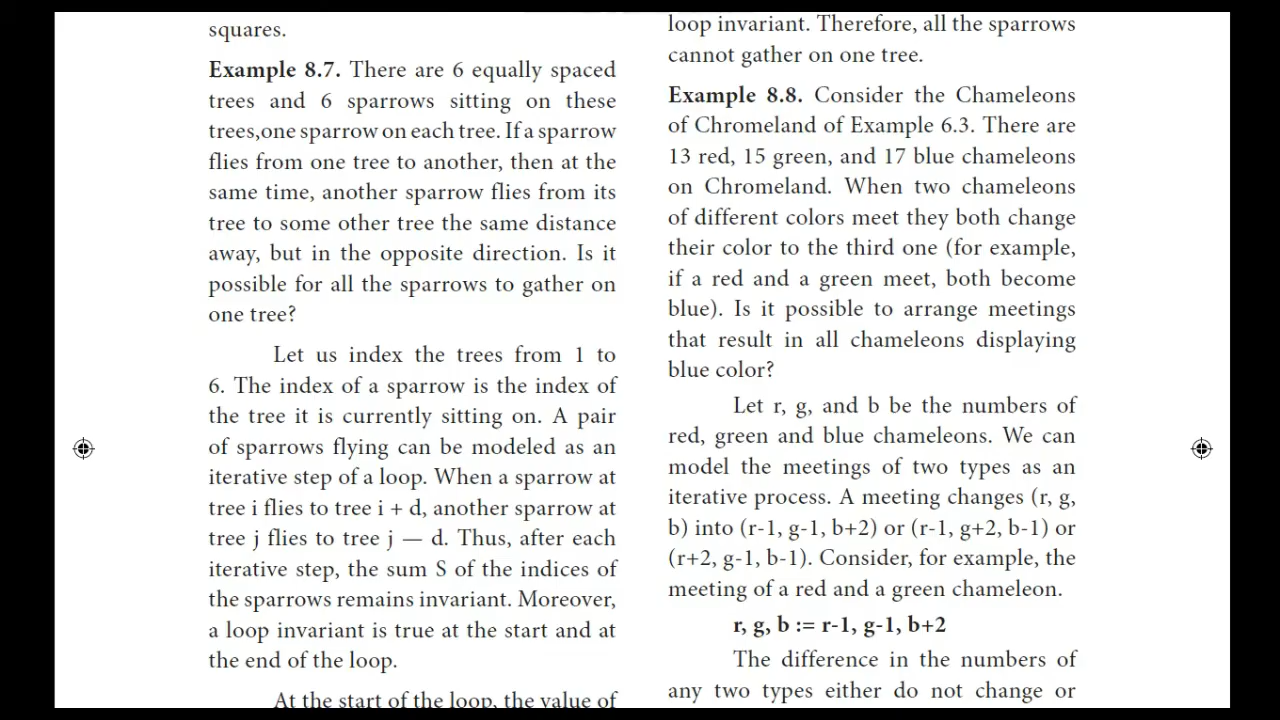 squares.
Example 8.7. There are 6 equally spaced
trees and 6 sparrows sitting on these
trees,one sparrow on each tree. If a sparrow
flies from one tree to another, then at the
same time, another sparrow flies from its
tree to some other tree the same distance
away, but in the opposite direction. Is it
possible for all the sparrows to gather on
one tree?
Let us index the trees from 1 to
6. The index of a sparrow is the index of
the tree it is currently sitting on. A pair
of sparrows flying can be modeled as an
iterative step of a loop. When a sparrow at
tree i flies to tree i + d, another sparrow at
tree j flies to tree j — d. Thus, after each
iterative step, the sum S of the indices of
the sparrows remains invariant. Moreover,
a loop invariant is true at the start and at
the end of the loop.
At the start of the loop, the value of
loop invariant. Therefore, all the sparrows
cannot gather on one tree.
Example 8.8. Consider the Chameleons
of Chromeland of Example 6.3. There are
13 red, 15 green, and 17 blue chameleons
on Chromeland. When two chameleons
of different colors meet they both change
their color to the third one (for example,
if a red and a green meet, both become
blue). Is it possible to arrange meetings
that result in all chameleons displaying
blue color?
Let r, g, and b be the numbers of
red, green and blue chameleons. We can
model the meetings of two types as an
iterative process. A meeting changes (r, g,
b) into (r-1, g-1, b+2) or (r-1, g+2, b-1) or
(r+2, g-1, b-1). Consider, for example, the
meeting of a red and a green chameleon.
r, g, b := r-1, g-1, b+2
The difference in the numbers of
any two types either do not change or